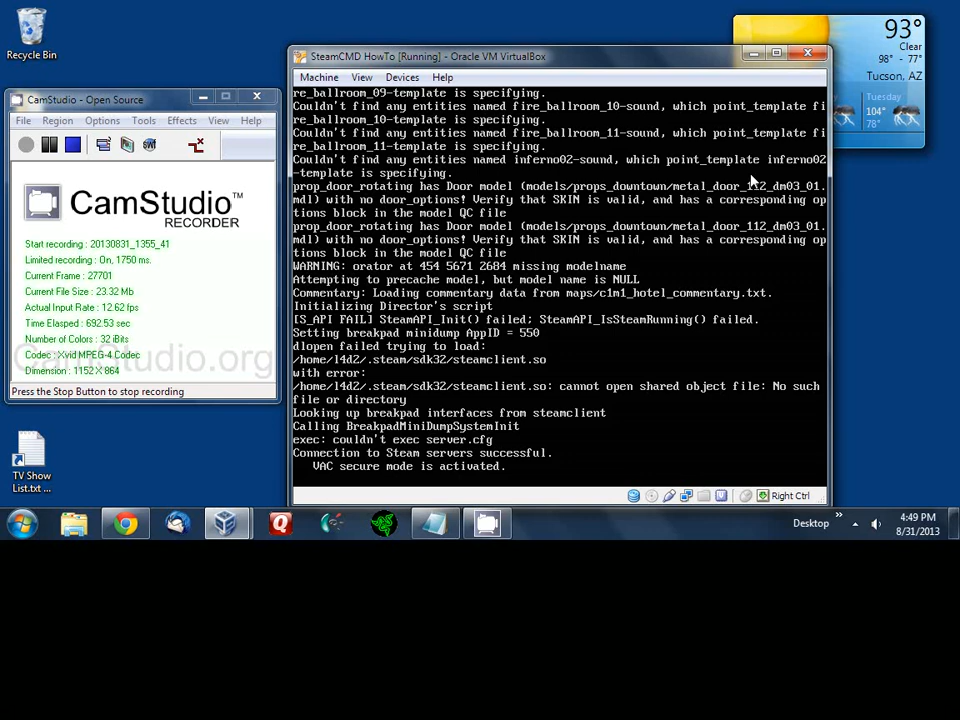 Recycle Bin
CamStudio - Open Source
File Region Options Tools Effects View Help
CamStudio™
RECORDER
Start recording : 20130831_1355_41
Limited recording : On, 1750 ms.
Current Frame : 27701
Current File Size : 23.32 Mb
Actual Input Rate : 12.62 fps
Time Elasped : 692.53 sec
Number of Colors : 32 iBits
Codec : Xvid MPEG-4 Codec
Dimension : 1152 X 864
CamStudio.org
Press the Stop Button to stop recording
TV Show
List.txt ...
SteamCMD HowTo [Running] - Oracle VM VirtualBox
Machine View Devices Help
re_ballroom_09-template is specifying.
Couldn't find any entities named fire_ballroom_10-sound, which point_template fi
re_ballroom_10-template is specifying.
Couldn't find any entities named fire_ballroom_11-sound, which point_template fi
re_ballroom_11-template is specifying.
Couldn't find any entities named inferno02-sound, which point_template inferno02
-template is specifying.
prop_door_rotating has Door model (models/props_downtown/metal_door_112_dm03_01.
mdl) with no door_options! Verify that SKIN is valid, and has a corresponding op
tions block in the model QC file
prop_door_rotating has Door model (models/props_downtown/metal_door_112_dm03_01.
mdl) with no door_options! Verify that SKIN is valid, and has a corresponding op
tions block in the model QC file
WARNING: orator at 454 5671 2684 missing modelname
Attempting to precache model, but model name is NULL
Commentary: Loading commentary data from maps/c1m1_hotel_commentary.txt.
Initializing Director's script
[S_API FAIL] SteamAPI_Init() failed; SteamAPI_IsSteamRunning() failed.
Setting breakpad minidump AppID = 550
dlopen failed trying to load:
/home/l4d2/.steam/sdk32/steamclient.so
with error:
/home/l4d2/.steam/sdk32/steamclient.so: cannot open shared object file: No such
file or directory
Looking up breakpad interfaces from steamclient
Calling BreakpadMiniDumpSystemInit
exec: couldn't exec server.cfg
Connection to Steam servers successful.
VAC secure mode is activated.
Right Ctrl
93°
Clear
98° - 77°
Tucson, AZ
Tuesday
104°
78°
Desktop
»
4:49 PM
8/31/2013